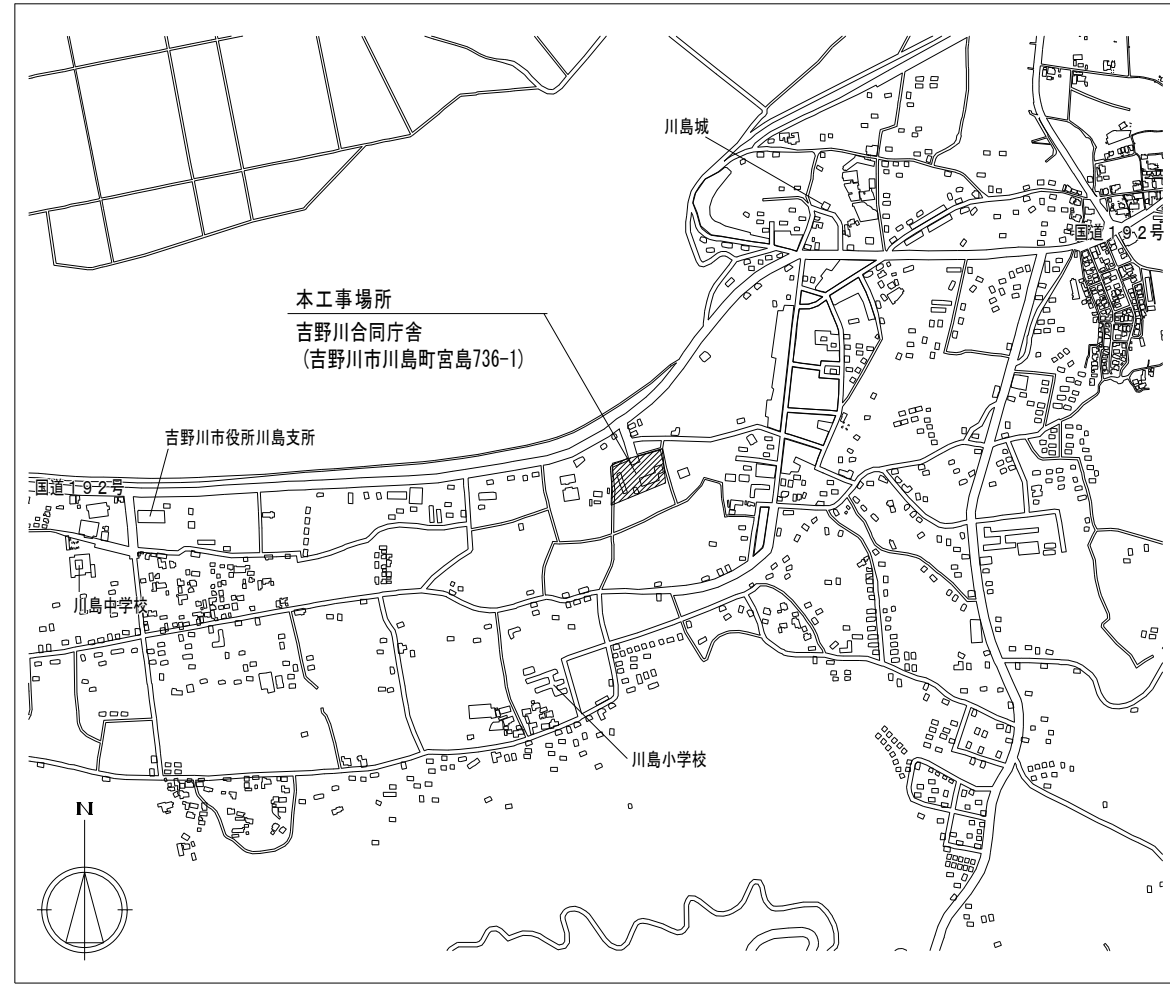 川島城
国道192号
本工事場所
吉野川合同庁舎
(吉野川市川島町宮島736-1)
吉野川市役所川島支所
国道192号
川島中学校
川島小学校
N